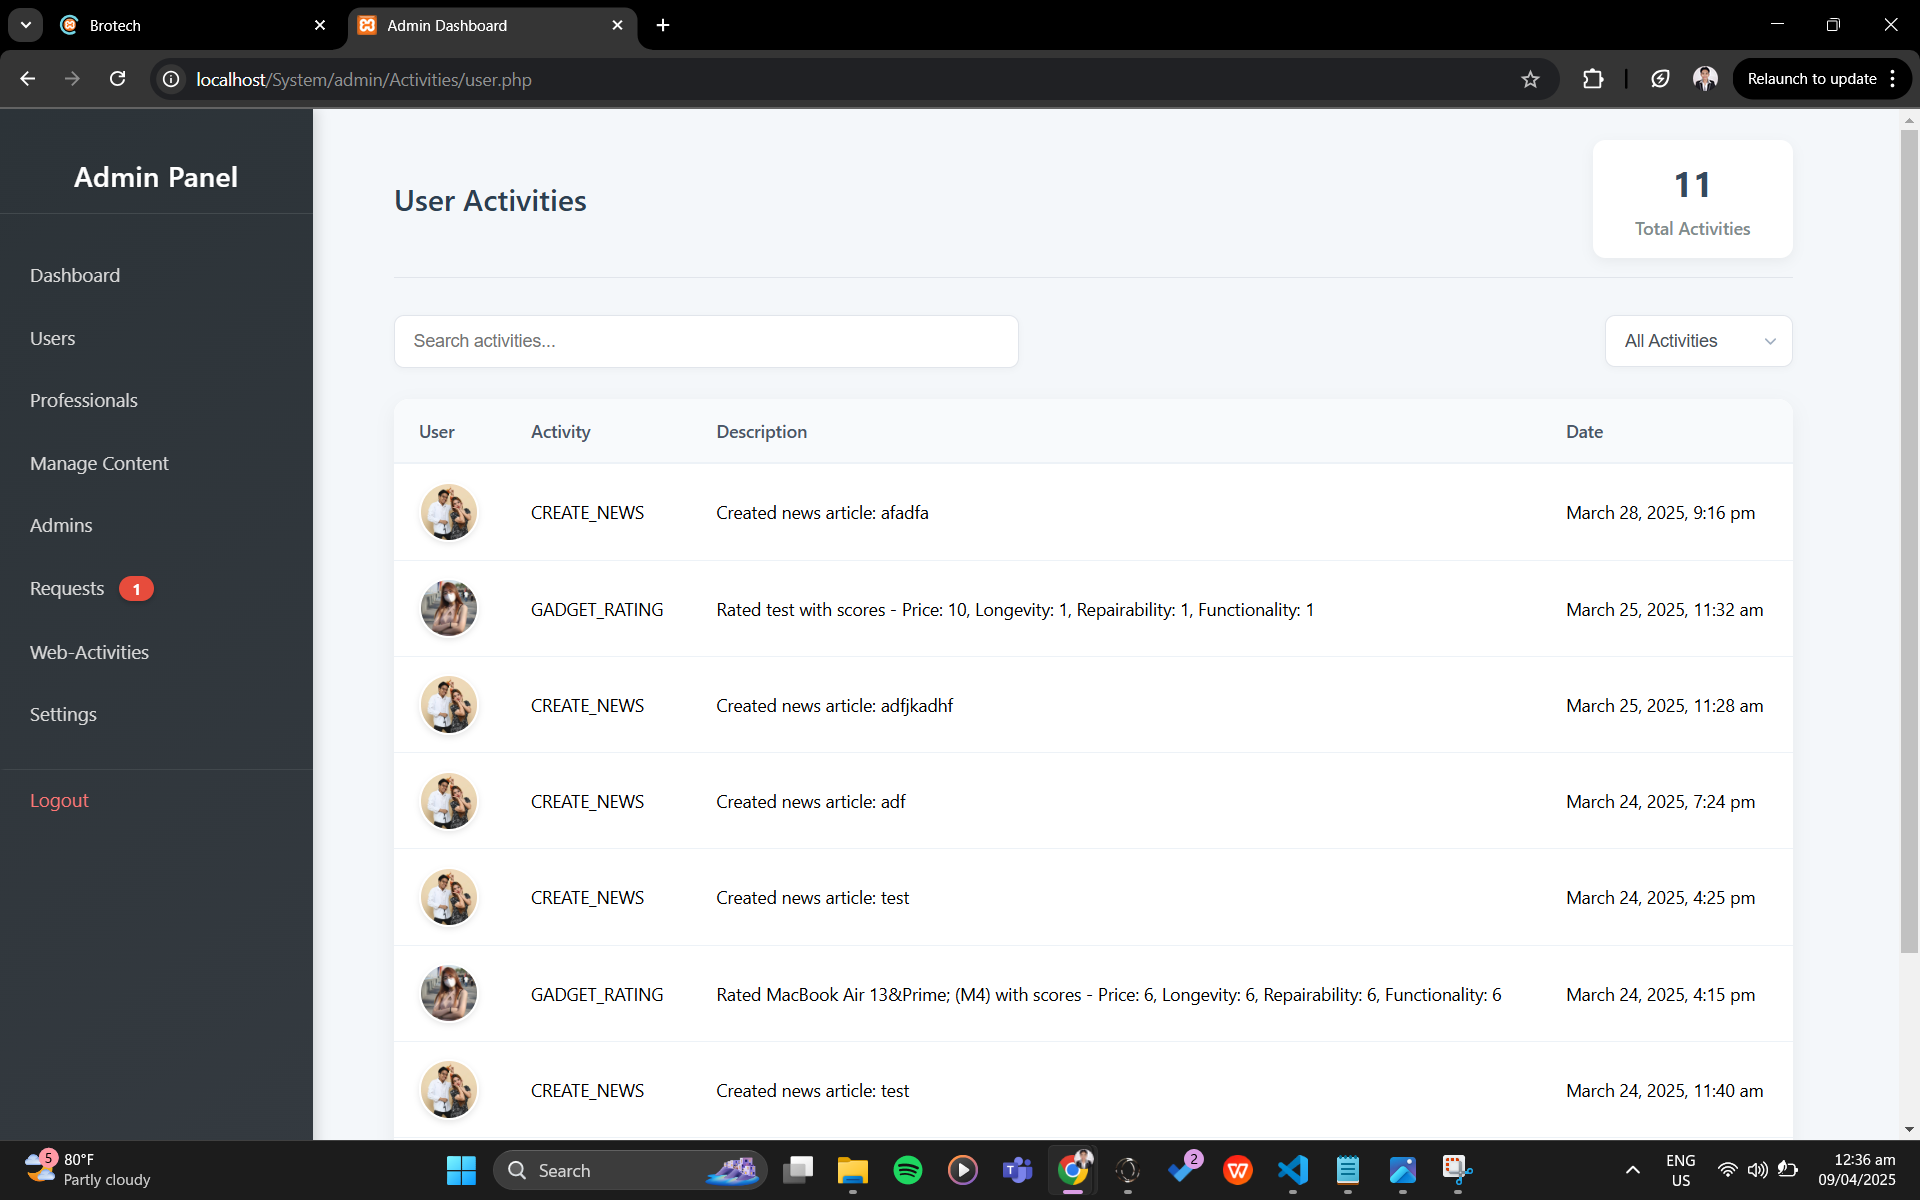 Brotech
Admin Dashboard
localhost/System/admin/Activities/user.php
Relaunch to update
Admin Panel
Dashboard
Users
Professionals
Manage Content
Admins
Requests 1
Web-Activities
Settings
Logout
User Activities
11
Total Activities
Search activities...
All Activities
User Activity Description Date
CREATE_NEWS Created news article: afadfa March 28, 2025, 9:16 pm
GADGET_RATING Rated test with scores - Price: 10, Longevity: 1, Repairability: 1, Functionality: 1 March 25, 2025, 11:32 am
CREATE_NEWS Created news article: adfjkadhf March 25, 2025, 11:28 am
CREATE_NEWS Created news article: adf March 24, 2025, 7:24 pm
CREATE_NEWS Created news article: test March 24, 2025, 4:25 pm
GADGET_RATING Rated MacBook Air 13&Prime; (M4) with scores - Price: 6, Longevity: 6, Repairability: 6, Functionality: 6 March 24, 2025, 4:15 pm
CREATE_NEWS Created news article: test March 24, 2025, 11:40 am
5
80°F
Partly cloudy
Search
2
ENG
US
12:36 am
09/04/2025